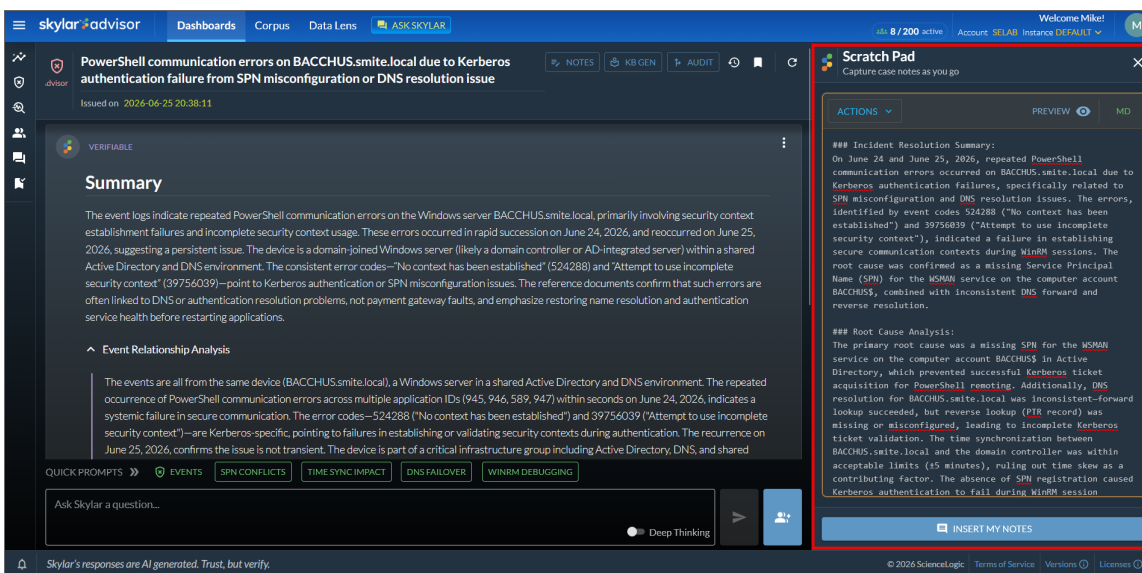 skylar advisor
Dashboards
Corpus
Data Lens
ASK SKYLAR
8 / 200 active
Welcome Mike!
Account SELAB Instance DEFAULT
M
.dvisor
PowerShell communication errors on BACCHUS.smite.local due to Kerberos
authentication failure from SPN misconfiguration or DNS resolution issue
NOTES
KB GEN
AUDIT
Issued on 2026-06-25 20:38:11
VERIFIABLE
Summary
The event logs indicate repeated PowerShell communication errors on the Windows server BACCHUS.smite.local, primarily involving security context
establishment failures and incomplete security context usage. These errors occurred in rapid succession on June 24, 2026, and reoccurred on June 25,
2026, suggesting a persistent issue. The device is a domain-joined Windows server (likely a domain controller or AD-integrated server) within a shared
Active Directory and DNS environment. The consistent error codes—"No context has been established" (524288) and "Attempt to use incomplete
security context" (39756039)—point to Kerberos authentication or SPN misconfiguration issues. The reference documents confirm that such errors are
often linked to DNS or authentication resolution problems, not payment gateway faults, and emphasize restoring name resolution and authentication
service health before restarting applications.
Event Relationship Analysis
The events are all from the same device (BACCHUS.smite.local), a Windows server in a shared Active Directory and DNS environment. The repeated
occurrence of PowerShell communication errors across multiple application IDs (945, 946, 589, 947) within seconds on June 24, 2026, indicates a
systemic failure in secure communication. The error codes—524288 ("No context has been established") and 39756039 ("Attempt to use incomplete
security context")—are Kerberos-specific, pointing to failures in establishing or validating security contexts during authentication. The recurrence on
June 25, 2026, confirms the issue is not transient. The device is part of a critical infrastructure group including Active Directory, DNS, and shared
QUICK PROMPTS
EVENTS
SPN CONFLICTS
TIME SYNC IMPACT
DNS FAILOVER
WINRM DEBUGGING
Ask Skylar a question...
Deep Thinking
Scratch Pad
Capture case notes as you go
ACTIONS
PREVIEW
MD
### Incident Resolution Summary:
On June 24 and June 25, 2026, repeated PowerShell
communication errors occurred on BACCHUS.smite.local due to
Kerberos authentication failures, specifically related to
SPN misconfiguration and DNS resolution issues. The errors,
identified by event codes 524288 ("No context has been
established") and 39756039 ("Attempt to use incomplete
security context"), indicated a failure in establishing
secure communication contexts during WinRM sessions. The
root cause was confirmed as a missing Service Principal
Name (SPN) for the WSMAN service on the computer account
BACCHUS$, combined with inconsistent DNS forward and
reverse resolution.
### Root Cause Analysis:
The primary root cause was a missing SPN for the WSMAN
service on the computer account BACCHUS$ in Active
Directory, which prevented successful Kerberos ticket
acquisition for PowerShell remoting. Additionally, DNS
resolution for BACCHUS.smite.local was inconsistent—forward
lookup succeeded, but reverse lookup (PTR record) was
missing or misconfigured, leading to incomplete Kerberos
ticket validation. The time synchronization between
BACCHUS.smite.local and the domain controller was within
acceptable limits (±5 minutes), ruling out time skew as a
contributing factor. The absence of SPN registration caused
Kerberos authentication to fail during WinRM session
INSERT MY NOTES
Skylar's responses are AI generated. Trust, but verify.
© 2026 ScienceLogic
Terms of Service
Versions
Licenses